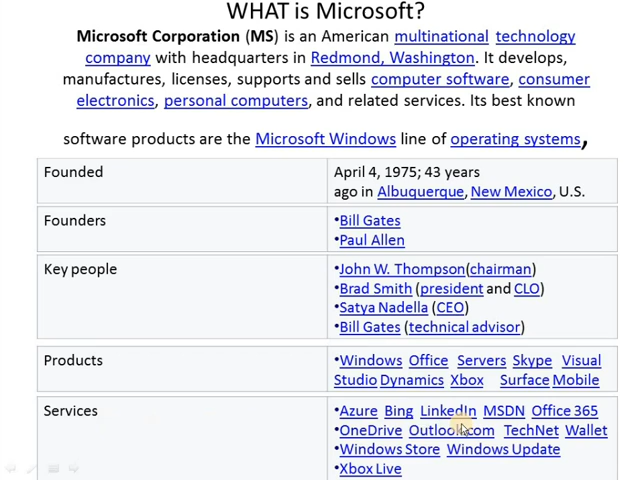 WHAT is Microsoft?
Microsoft Corporation (MS) is an American multinational technology
company with headquarters in Redmond, Washington. It develops,
manufactures, licenses, supports and sells computer software, consumer
electronics, personal computers, and related services. Its best known
software products are the Microsoft Windows line of operating systems,
Founded
April 4, 1975; 43 years
ago in Albuquerque, New Mexico, U.S.
Founders
•Bill Gates
•Paul Allen
Key people
•John W. Thompson(chairman)
•Brad Smith (president and CLO)
•Satya Nadella (CEO)
•Bill Gates (technical advisor)
Products
•Windows Office Servers Skype Visual
Studio Dynamics Xbox Surface Mobile
Services
•Azure Bing LinkedIn MSDN Office 365
•OneDrive Outlook.com TechNet Wallet
•Windows Store Windows Update
•Xbox Live